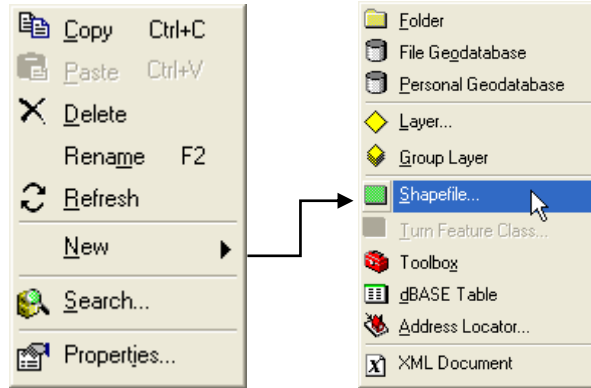 Copy Ctrl+C
Paste Ctrl+V
Delete
Rename F2
Refresh
New
Search...
Properties...
Folder
File Geodatabase
Personal Geodatabase
Layer...
Group Layer
Shapefile...
Turn Feature Class...
Toolbox
dBASE Table
Address Locator...
XML Document